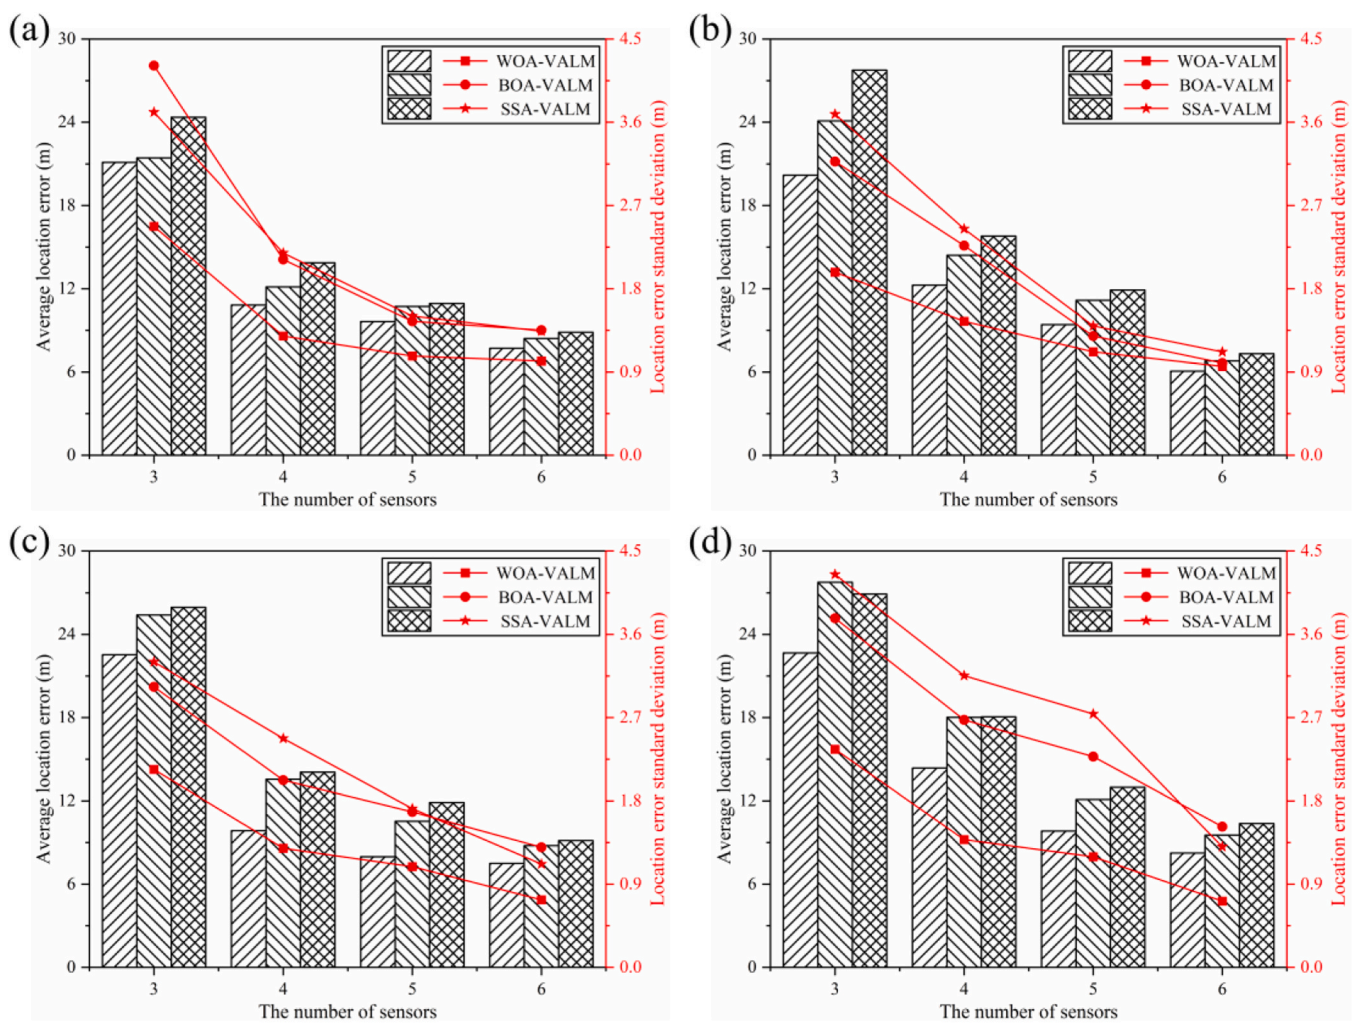 (a)
30
24
18
12
6
0
Average location error (m)
WOA-VALM
BOA-VALM
SSA-VALM
4.5
3.6
2.7
1.8
0.9
0.0
Location error standard deviation (m)
3 4 5 6
The number of sensors
(b)
30
24
18
12
6
0
Average location error (m)
WOA-VALM
BOA-VALM
SSA-VALM
4.5
3.6
2.7
1.8
0.9
0.0
Location error standard deviation (m)
3 4 5 6
The number of sensors
(c)
30
24
18
12
6
0
Average location error (m)
WOA-VALM
BOA-VALM
SSA-VALM
4.5
3.6
2.7
1.8
0.9
0.0
Location error standard deviation (m)
3 4 5 6
The number of sensors
(d)
30
24
18
12
6
0
Average location error (m)
WOA-VALM
BOA-VALM
SSA-VALM
4.5
3.6
2.7
1.8
0.9
0.0
Location error standard deviation (m)
3 4 5 6
The number of sensors